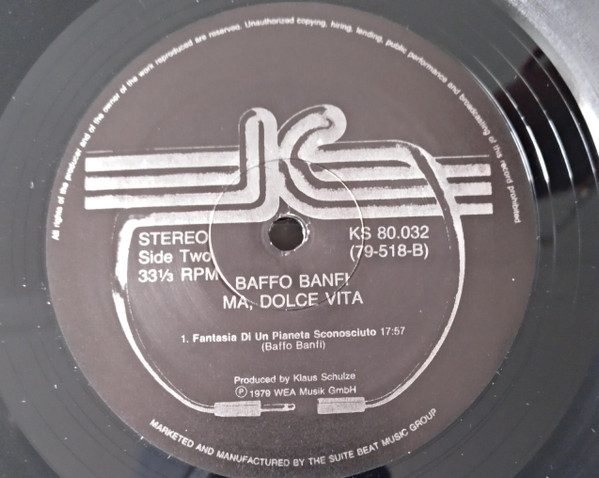 All rights of the producer and of the owner of the work reproduced are reserved. Unauthorized copying, hiring, lending, public performance and broadcasting of this record prohibited
K
STEREO
Side Two
33⅓ RPM
KS 80.032
(79-518-B)
BAFFO BANFI
MA, DOLCE VITA
1. Fantasia Di Un Pianeta Sconosciuto 17:57
(Baffo Banfi)
Produced by Klaus Schulze
Ⓟ 1979 WEA Musik GmbH
MARKETED AND MANUFACTURED BY THE SUITE BEAT MUSIC GROUP